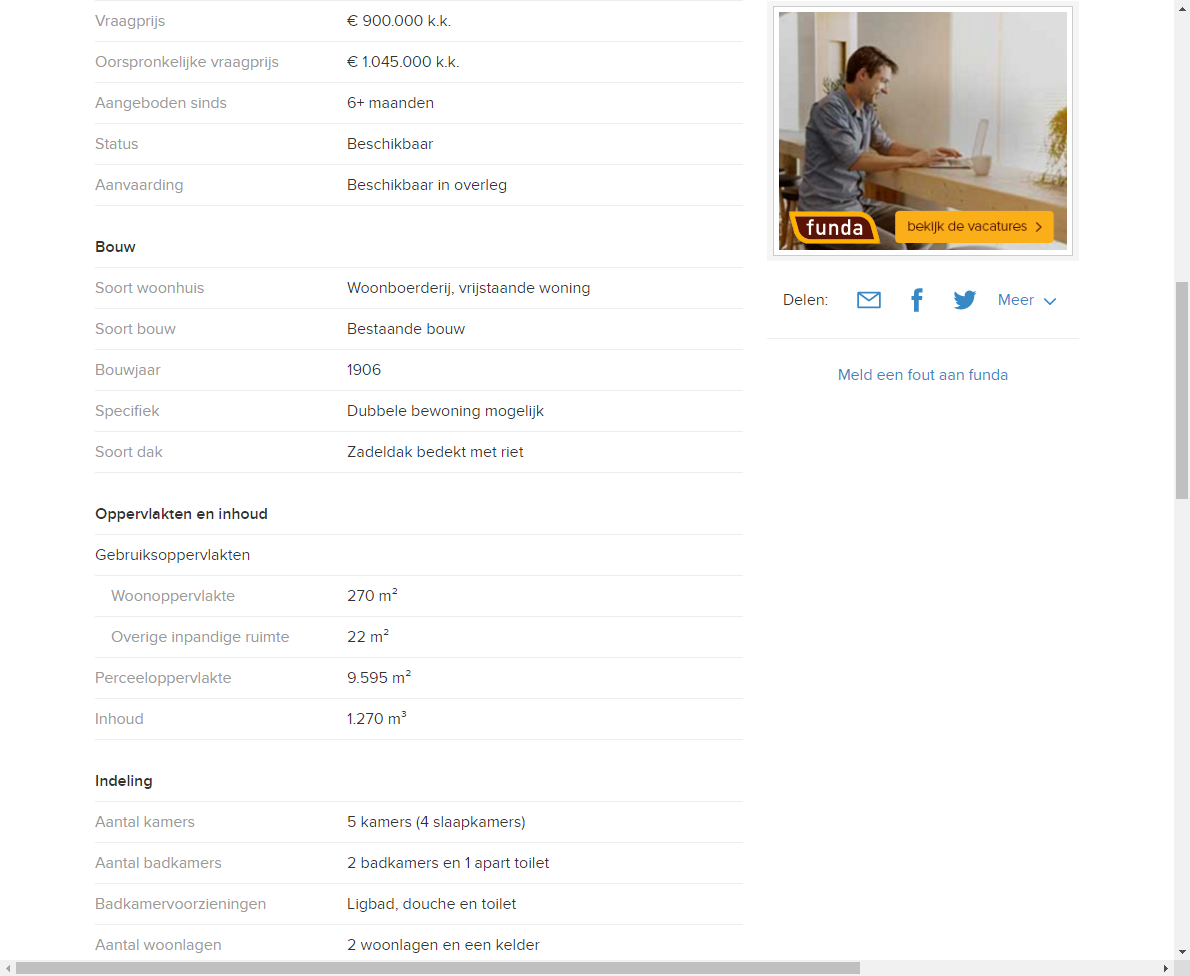 Vraagprijs € 900.000 k.k.
Oorspronkelijke vraagprijs € 1.045.000 k.k.
Aangeboden sinds 6+ maanden
Status Beschikbaar
Aanvaarding Beschikbaar in overleg
Bouw
Soort woonhuis Woonboerderij, vrijstaande woning
Soort bouw Bestaande bouw
Bouwjaar 1906
Specifiek Dubbele bewoning mogelijk
Soort dak Zadeldak bedekt met riet
Oppervlakten en inhoud
Gebruiksoppervlakten
Woonoppervlakte 270 m²
Overige inpandige ruimte 22 m²
Perceeloppervlakte 9.595 m²
Inhoud 1.270 m³
Indeling
Aantal kamers 5 kamers (4 slaapkamers)
Aantal badkamers 2 badkamers en 1 apart toilet
Badkamervoorzieningen Ligbad, douche en toilet
Aantal woonlagen 2 woonlagen en een kelder
funda bekijk de vacatures
Delen: Meer
Meld een fout aan funda